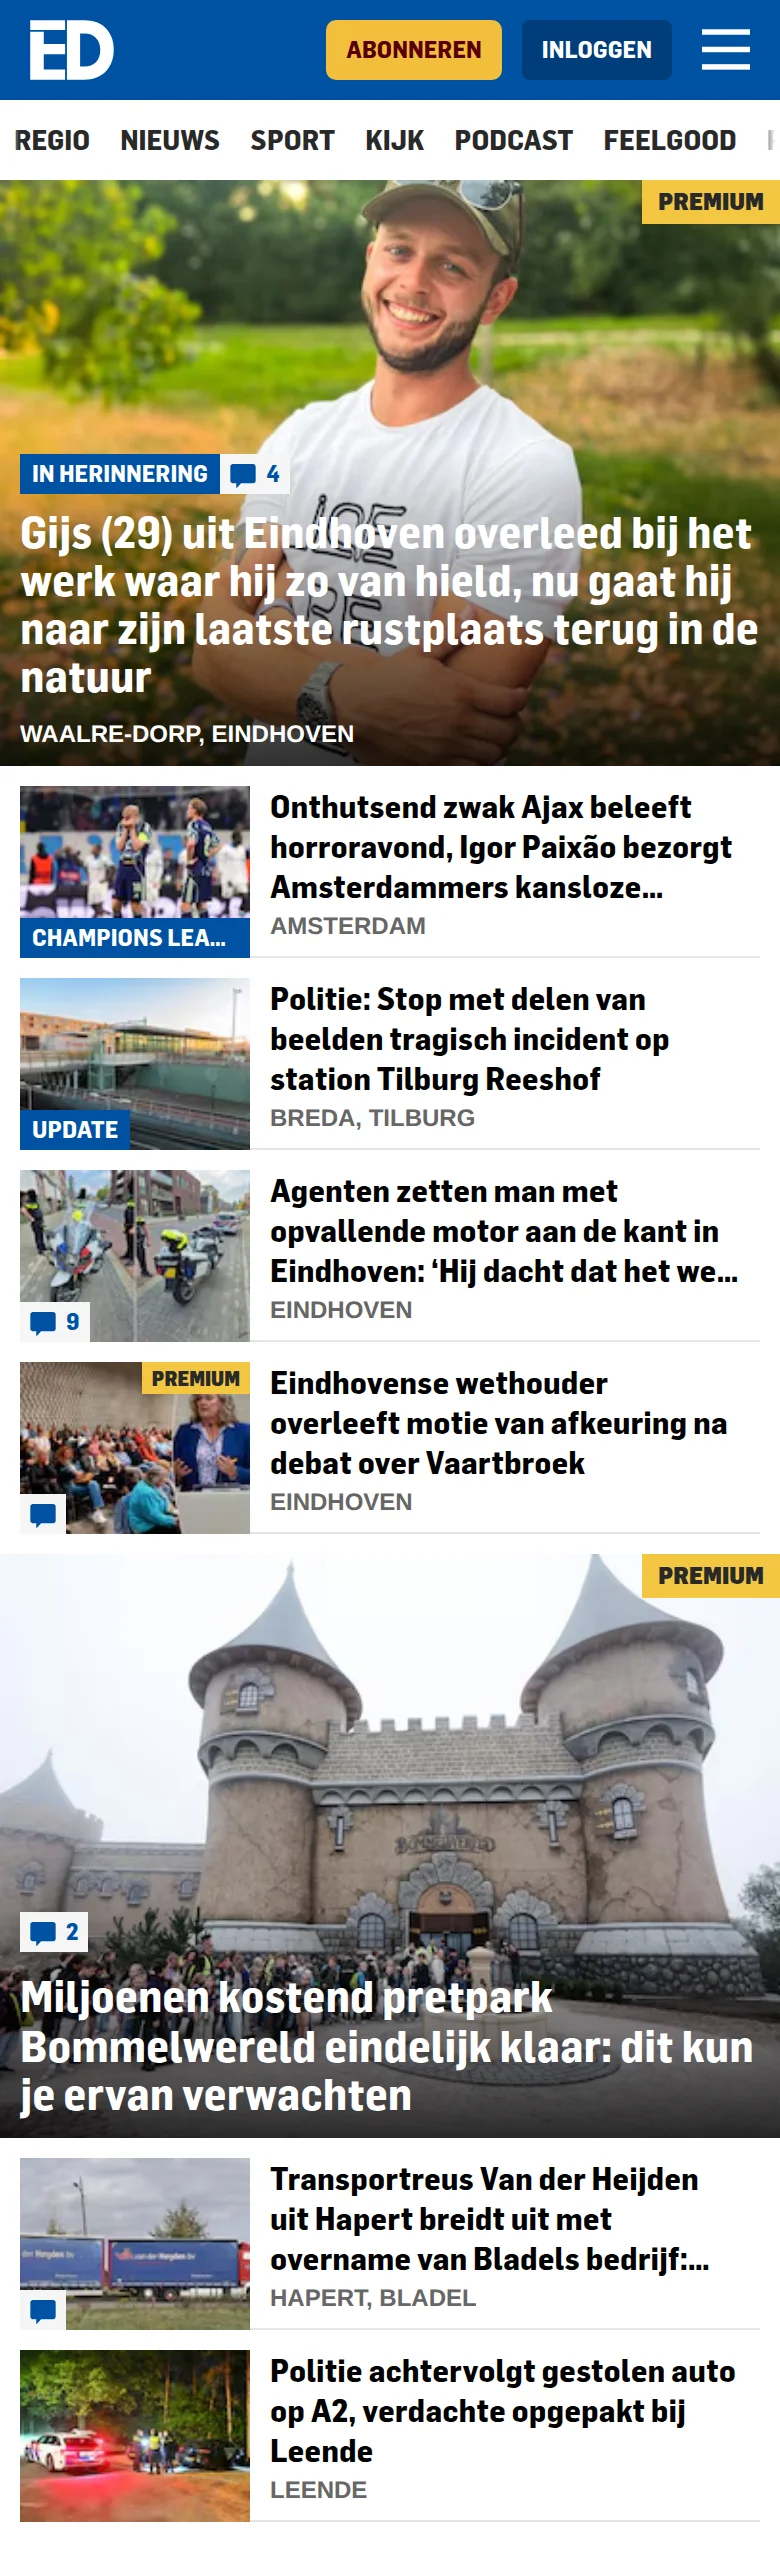 ED
ABONNEREN
INLOGGEN
REGIO NIEUWS SPORT KIJK PODCAST FEELGOOD
PREMIUM
IN HERINNERING
4
Gijs (29) uit Eindhoven overleed bij het
werk waar hij zo van hield, nu gaat hij
naar zijn laatste rustplaats terug in de
natuur
WAALRE-DORP, EINDHOVEN
CHAMPIONS LEA...
Onthutsend zwak Ajax beleeft
horroravond, Igor Paixão bezorgt
Amsterdammers kansloze...
AMSTERDAM
UPDATE
Politie: Stop met delen van
beelden tragisch incident op
station Tilburg Reeshof
BREDA, TILBURG
9
Agenten zetten man met
opvallende motor aan de kant in
Eindhoven: ‘Hij dacht dat het we...
EINDHOVEN
PREMIUM
Eindhovense wethouder
overleeft motie van afkeuring na
debat over Vaartbroek
EINDHOVEN
PREMIUM
BOMMELWERELD
2
Miljoenen kostend pretpark
Bommelwereld eindelijk klaar: dit kun
je ervan verwachten
Transportreus Van der Heijden
uit Hapert breidt uit met
overname van Bladels bedrijf:...
HAPERT, BLADEL
Politie achtervolgt gestolen auto
op A2, verdachte opgepakt bij
Leende
LEENDE